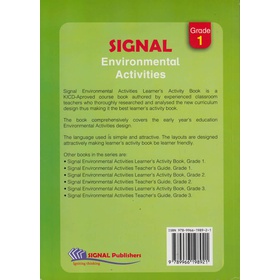 Grade
1
SIGNAL
Environmental
Activities
Signal Environmental Activities Learner's Activity Book is a
KICD-Aproved course book authored by experienced classroom
teachers who thoroughly researched and analysed the new curriculum
design thus making it the best learner's activity book.
The book comprehensively covers the early year's education
Environmental Activities design.
The language used is simple and attractive. The layouts are designed
attractively making learner's activity book be learner friendly
Other books in the series are:
• Signal Environmental Activities Learner's Activity Book, Grade 1.
• Signal Environmental Activities Teacher's Guide, Grade 1.
• Signal Environmental Activities Learner's Activity Book, Grade 2.
• Signal Environmental Activities Teacher's Guide, Grade 2.
• Signal Environmental Activities Learner's Activity Book, Grade 3.
• Signal Environmental Activities Teacher's Guide, Grade 3.
SIGNAL Publishers